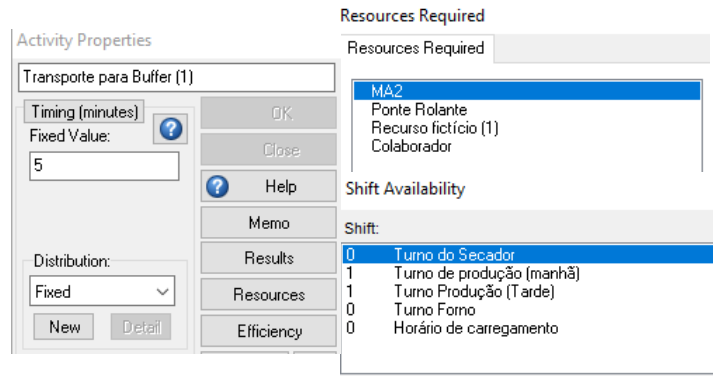 Activity Properties
Transporte para Buffer (1)
Timing (minutes)
Fixed Value:
5
Distribution:
Fixed
New
Detail
OK
Close
Help
Memo
Results
Resources
Efficiency
Resources Required
Resources Required
MA2
Ponte Rolante
Recurso fictício (1)
Colaborador
Shift Availability
Shift:
0 Turno do Secador
1 Turno de produção (manhã)
1 Turno Produção (Tarde)
0 Turno Forno
0 Horário de carregamento